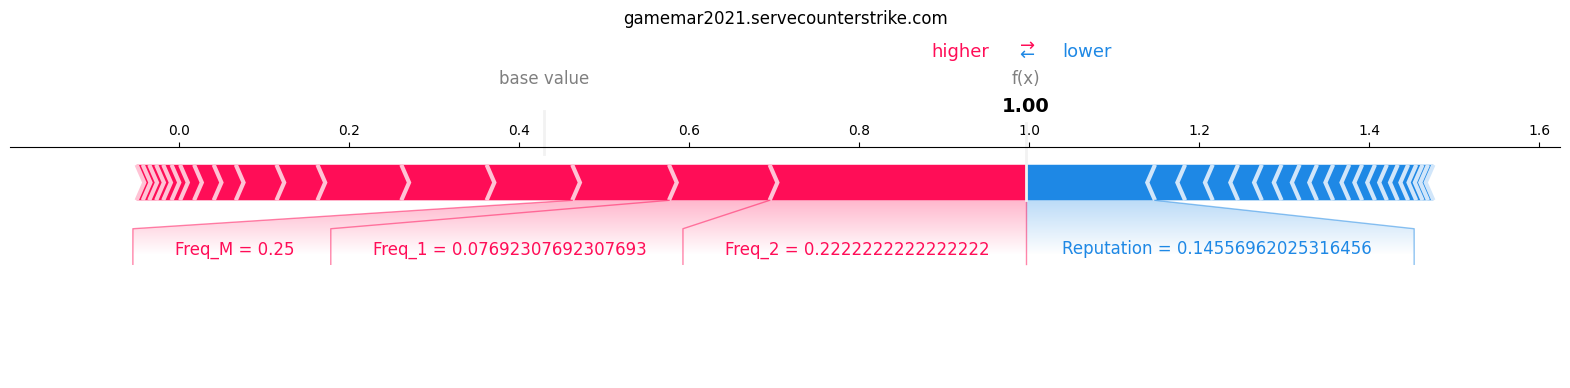 gamemar2021.servecounterstrike.com
higher ⇄ lower
base value f(x)
1.00
0.0 0.2 0.4 0.6 0.8 1.0 1.2 1.4 1.6
Freq_M = 0.25 Freq_1 = 0.07692307692307693 Freq_2 = 0.2222222222222222 Reputation = 0.14556962025316456